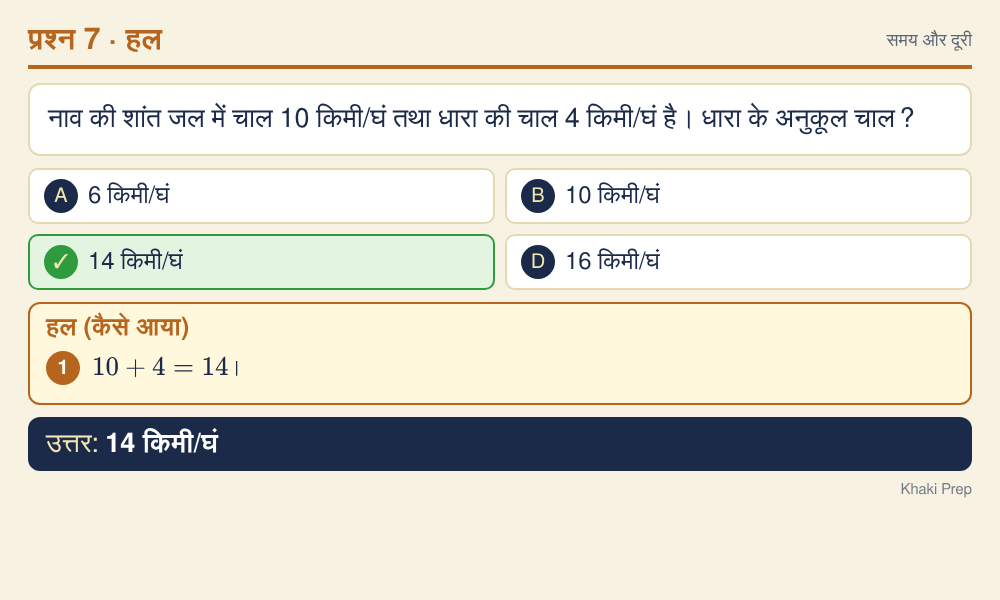 प्रश्न 7 · हल
समय और दूरी
नाव की शांत जल में चाल 10 किमी/घं तथा धारा की चाल 4 किमी/घं है। धारा के अनुकूल चाल ?
A 6 किमी/घं
B 10 किमी/घं
✓ 14 किमी/घं
D 16 किमी/घं
हल (कैसे आया)
1 10 + 4 = 14।
उत्तर: 14 किमी/घं
Khaki Prep